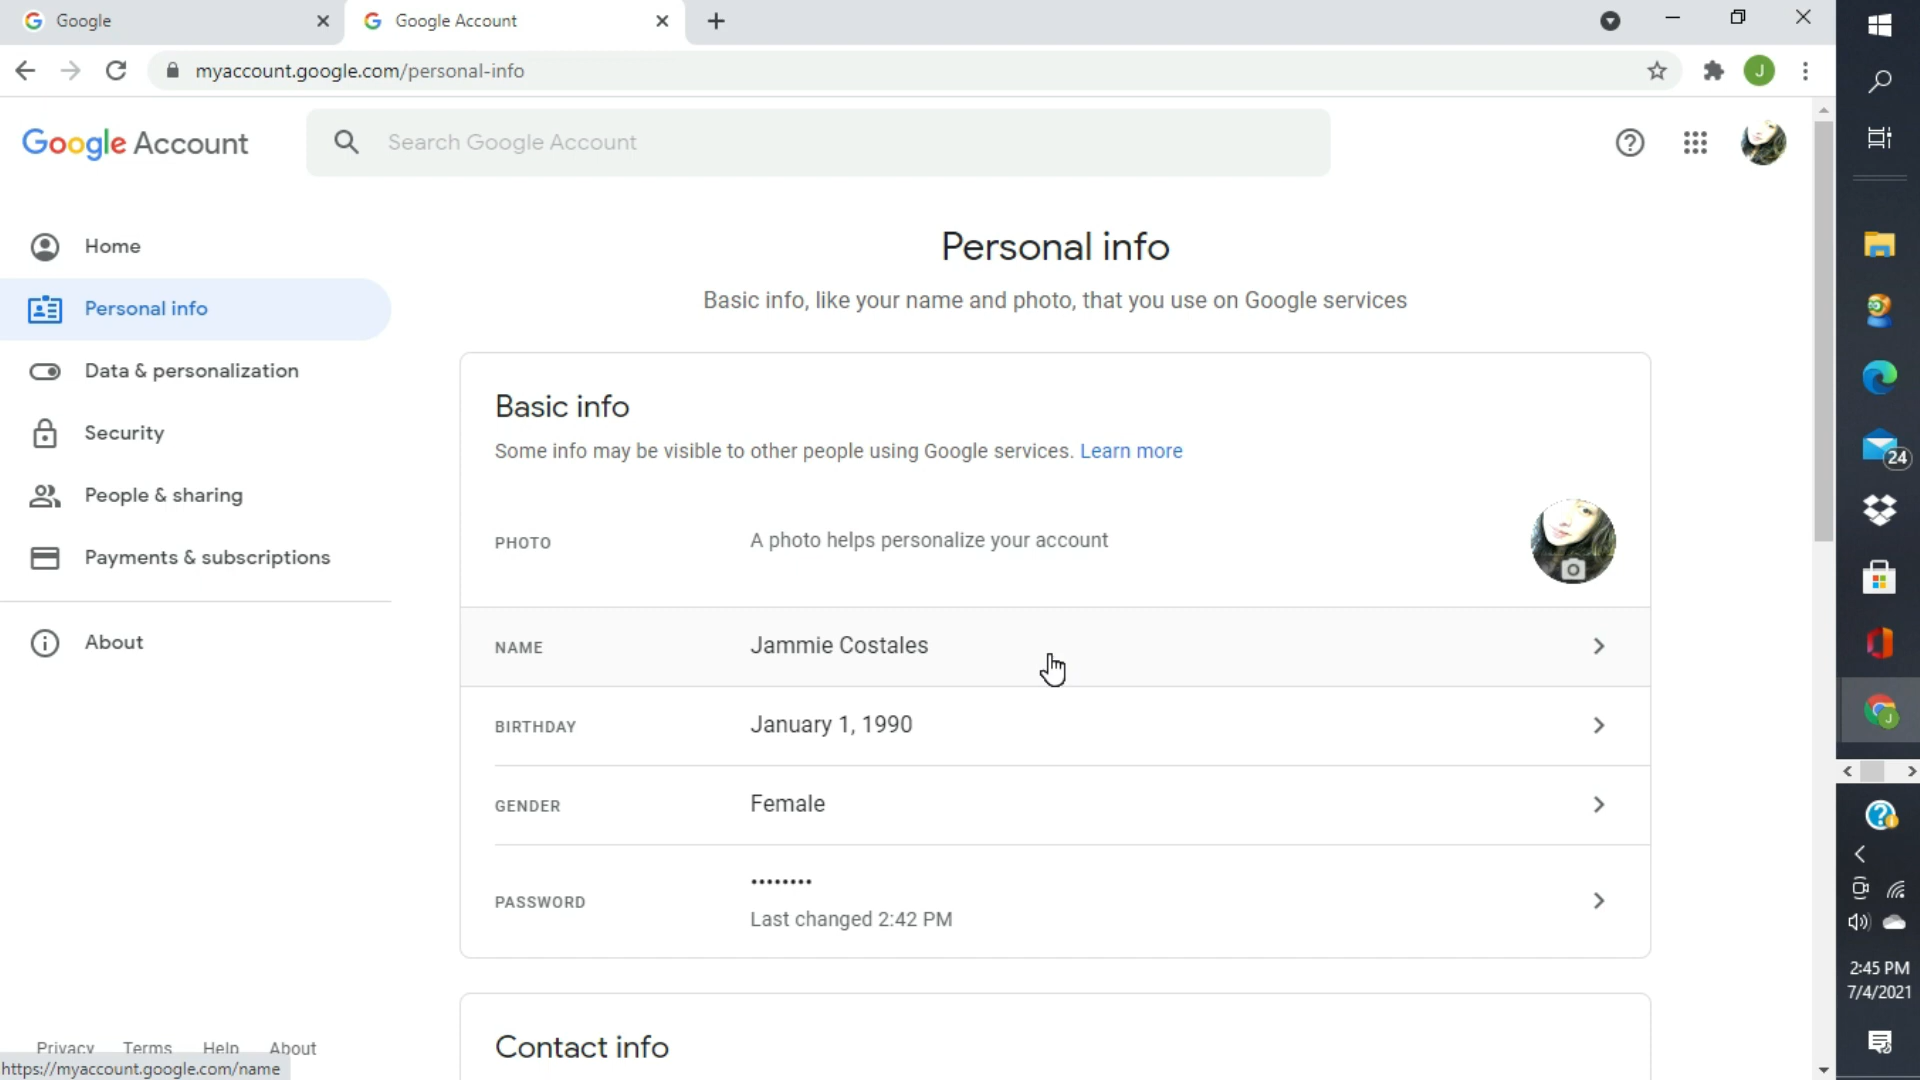 Google
Google Account
myaccount.google.com/personal-info
J
Google Account
Search Google Account
Home
Personal info
Data & personalization
Security
People & sharing
Payments & subscriptions
About
Privacy Terms Help About
https://myaccount.google.com/name
Personal info
Basic info, like your name and photo, that you use on Google services
Basic info
Some info may be visible to other people using Google services. Learn more
PHOTO A photo helps personalize your account
NAME Jammie Costales
BIRTHDAY January 1, 1990
GENDER Female
PASSWORD ••••••••
Last changed 2:42 PM
Contact info
24
J
2:45 PM
7/4/2021